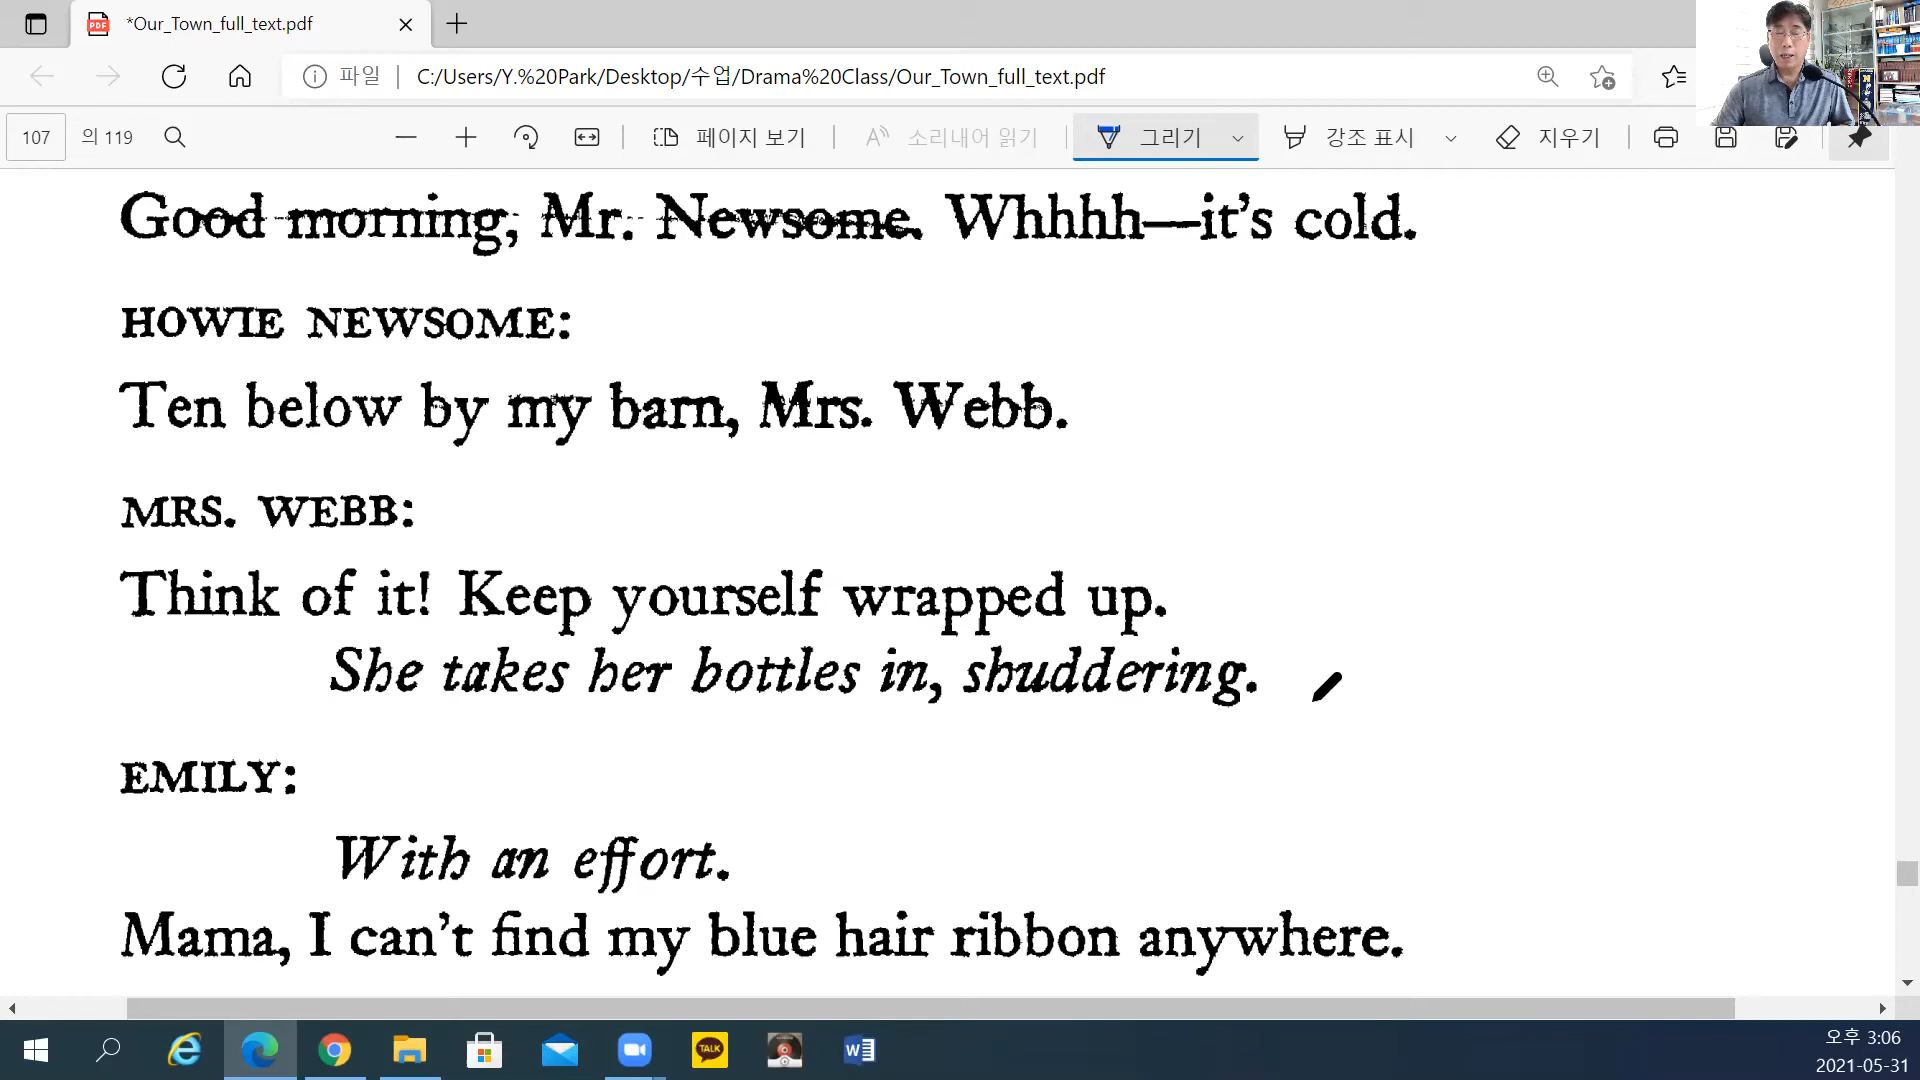 *Our_Town_full_text.pdf
파일 | C:/Users/Y.%20Park/Desktop/수업/Drama%20Class/Our_Town_full_text.pdf
107 의 119 페이지 보기 소리내어 읽기 그리기 강조 표시 지우기
Good morning, Mr. Newsome. Whhhh—it's cold.
HOWIE NEWSOME:
Ten below by my barn, Mrs. Webb.
MRS. WEBB:
Think of it! Keep yourself wrapped up.
She takes her bottles in, shuddering.
EMILY:
With an effort.
Mama, I can't find my blue hair ribbon anywhere.
TALK
오후 3:06
2021-05-31